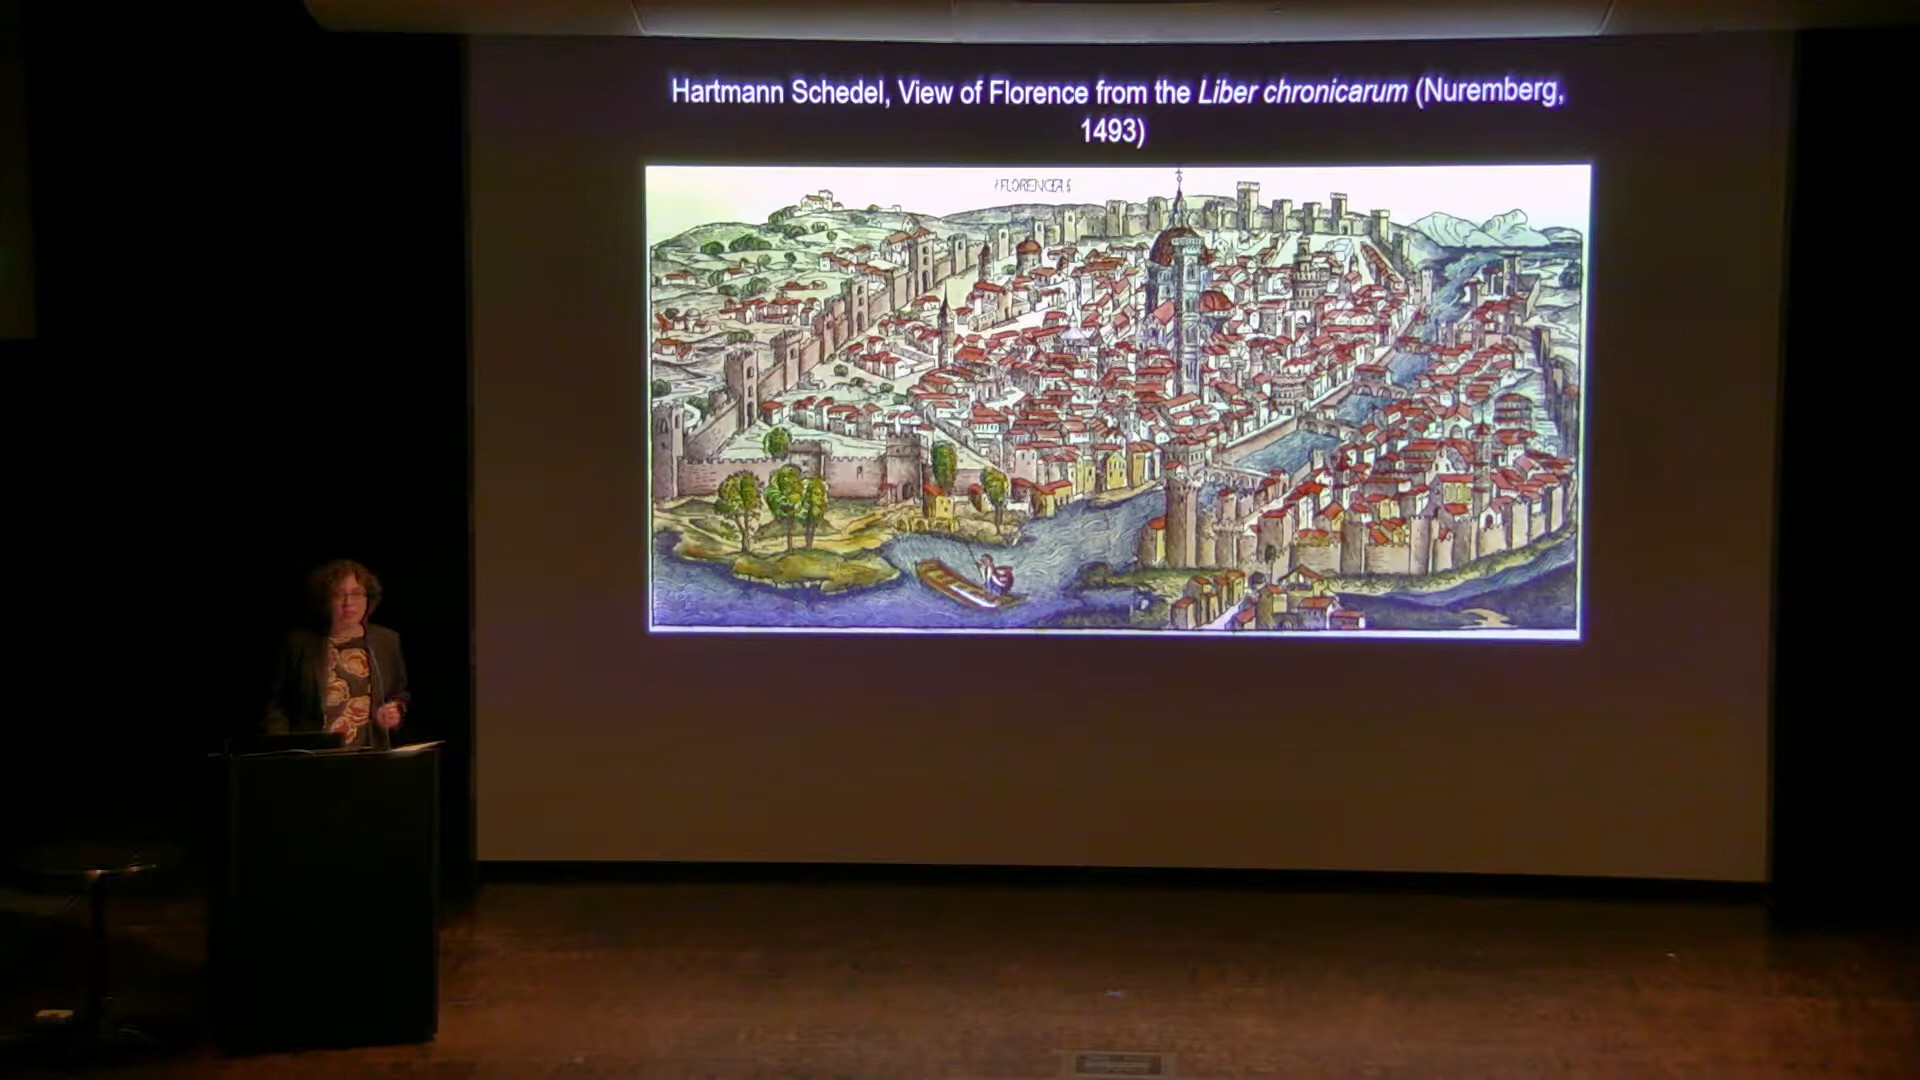 Hartmann Schedel, View of Florence from the Liber chronicarum (Nuremberg,
1493)
FLORENCIA